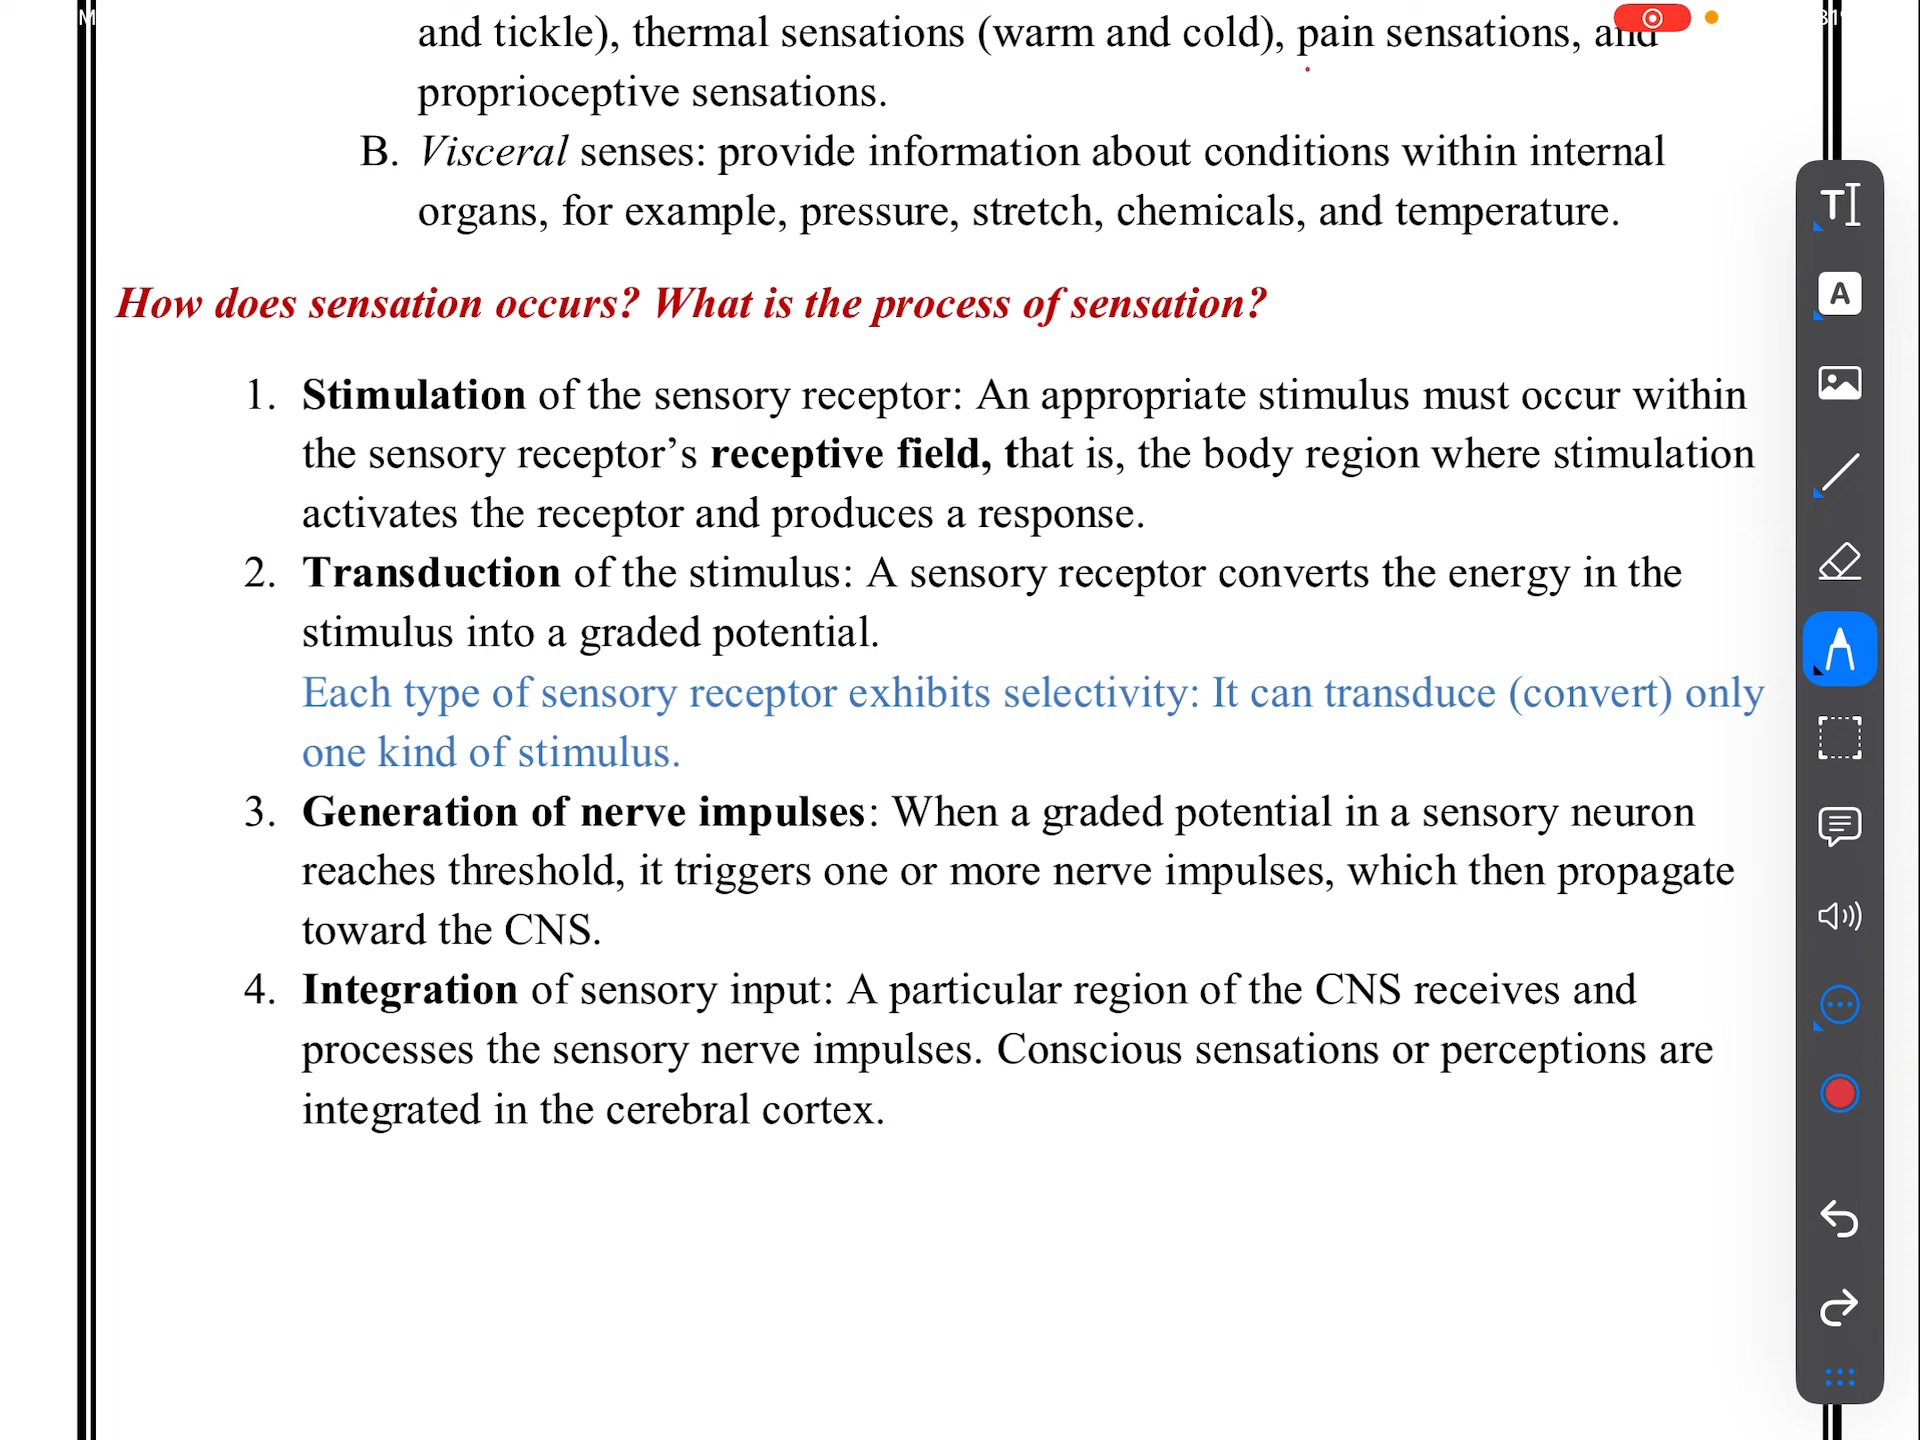 and tickle), thermal sensations (warm and cold), pain sensations, and
proprioceptive sensations.
B. Visceral senses: provide information about conditions within internal
organs, for example, pressure, stretch, chemicals, and temperature.
How does sensation occurs? What is the process of sensation?
1. Stimulation of the sensory receptor: An appropriate stimulus must occur within
the sensory receptor’s receptive field, that is, the body region where stimulation
activates the receptor and produces a response.
2. Transduction of the stimulus: A sensory receptor converts the energy in the
stimulus into a graded potential.
Each type of sensory receptor exhibits selectivity: It can transduce (convert) only
one kind of stimulus.
3. Generation of nerve impulses: When a graded potential in a sensory neuron
reaches threshold, it triggers one or more nerve impulses, which then propagate
toward the CNS.
4. Integration of sensory input: A particular region of the CNS receives and
processes the sensory nerve impulses. Conscious sensations or perceptions are
integrated in the cerebral cortex.
T
A